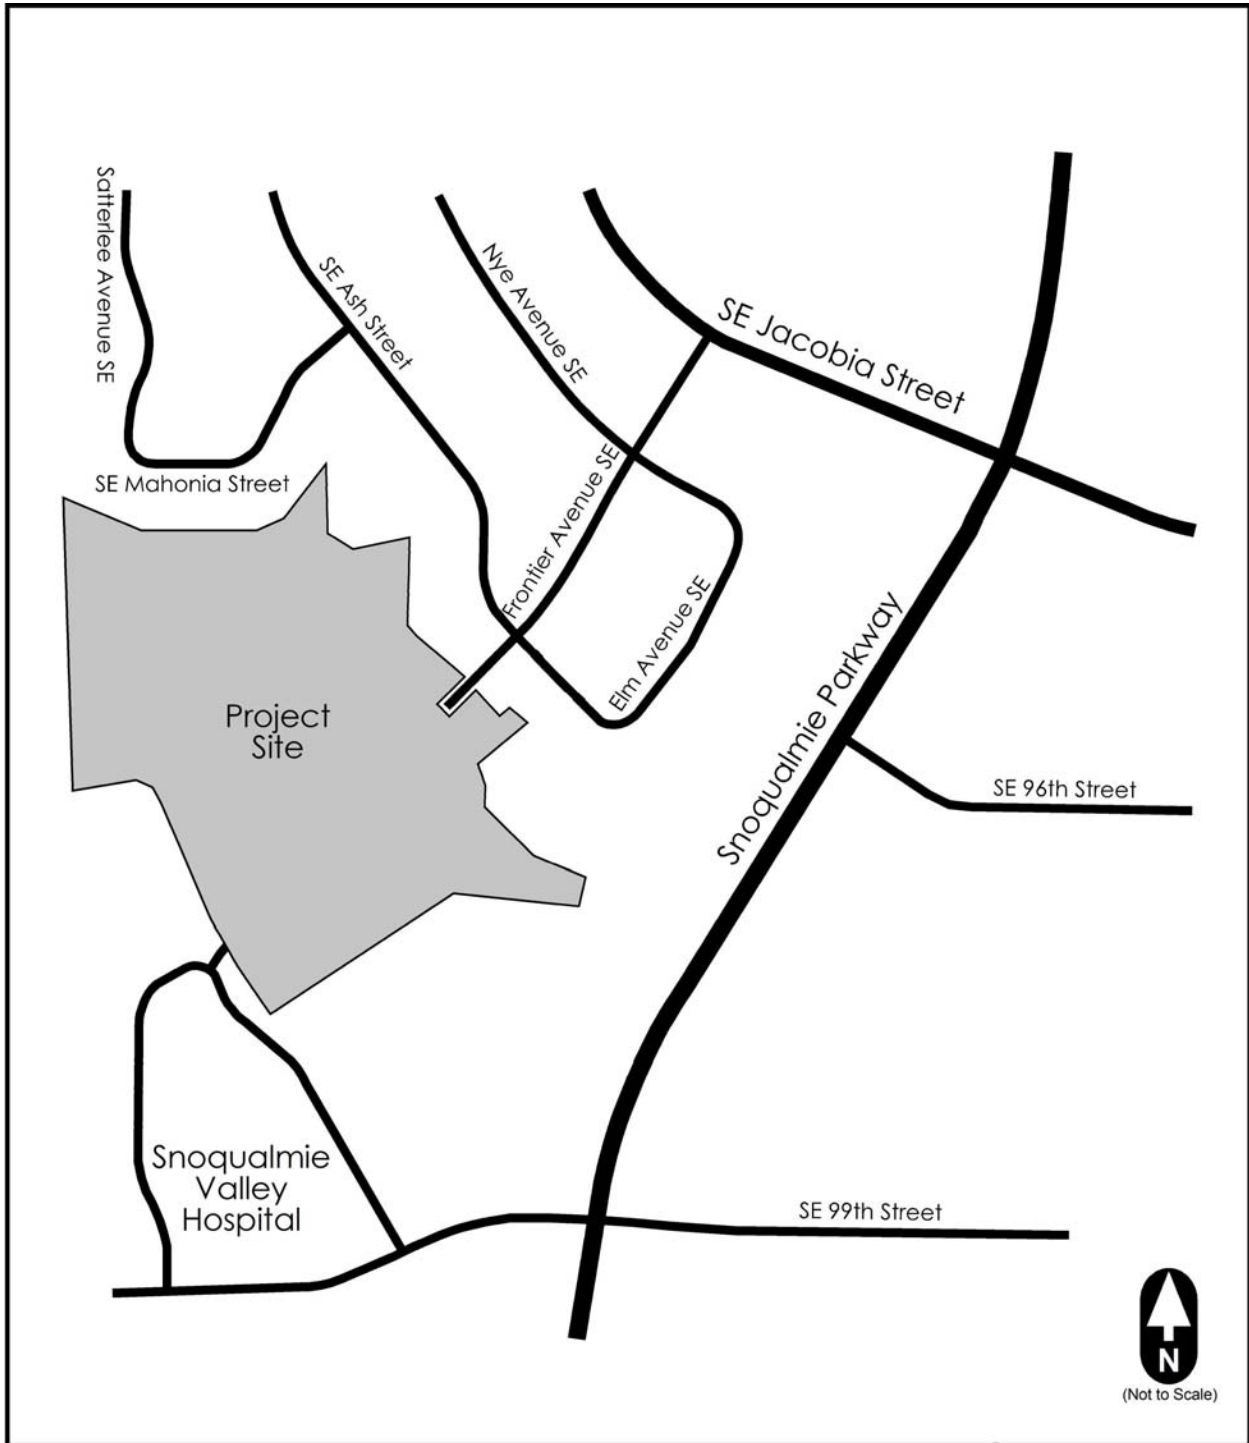 Satterlee Avenue SE
SE Ash Street
Nye Avenue SE
SE Jacobia Street
SE Mahonia Street
Frontier Avenue SE
Elm Avenue SE
Snoqualmie Parkway
Project
Site
SE 96th Street
Snoqualmie
Valley
Hospital
SE 99th Street
N
(Not to Scale)